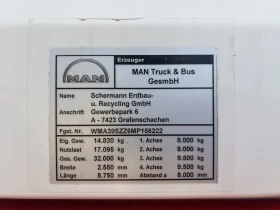 Erzeuger
MAN Truck & Bus
GesmbH
MAN
Name Schermann Erdbau-
u. Recycling GmbH
Anschrift Gewerbepark 6
A - 7423 Grafenschachen
Fgst. Nr. WMA39SZZ6MP156222
Eig. Gew. 14.830 kg 1. Achse 8.000 kg
Nutzlast 17.095 kg 2. Achse 8.000 kg
Ges. Gew. 32.000 kg 3. Achse 9.500 kg
Breite 2.550 mm 4. Achse 9.500 kg
Länge 8.750 mm Abstand a 8.000 mm